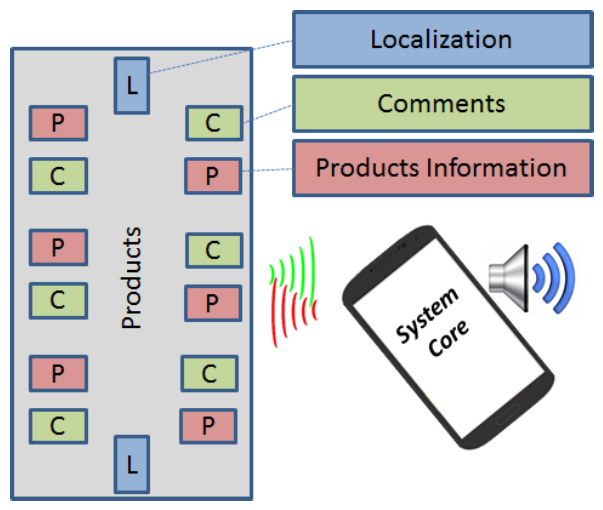 Localization
L
Comments
P
C
Products Information
C
P
Products
P
C
C
P
System
Core
P
C
C
P
L